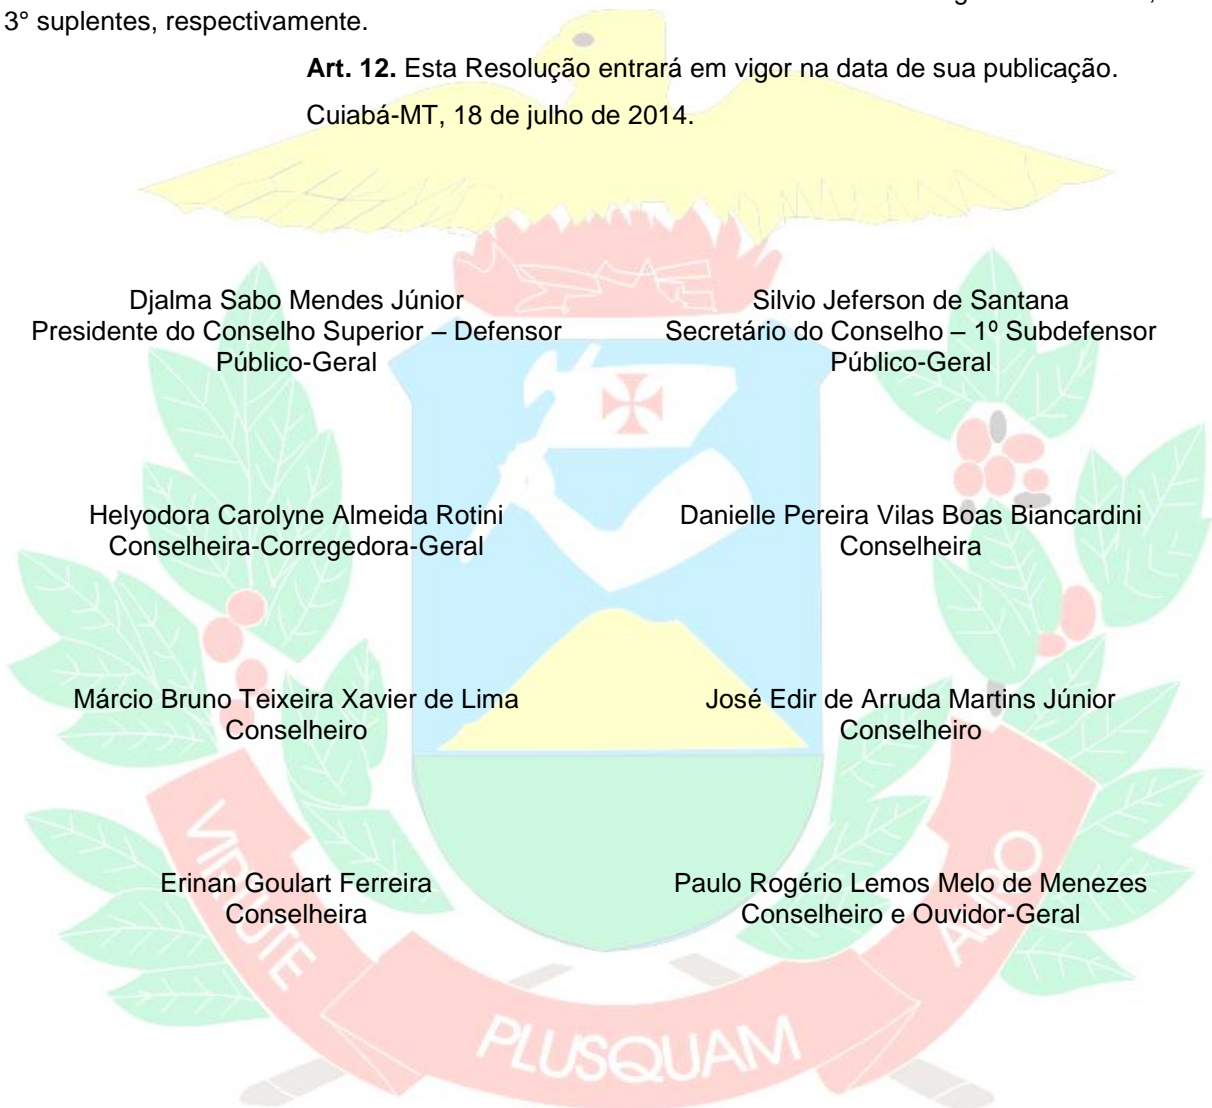 3° suplentes, respectivamente.
Art. 12. Esta Resolução entrará em vigor na data de sua publicação.
Cuiabá-MT, 18 de julho de 2014.
Djalma Sabo Mendes Júnior
Presidente do Conselho Superior – Defensor
Público-Geral
Silvio Jeferson de Santana
Secretário do Conselho – 1º Subdefensor
Público-Geral
Helyodora Carolyne Almeida Rotini
Conselheira-Corregedora-Geral
Danielle Pereira Vilas Boas Biancardini
Conselheira
Márcio Bruno Teixeira Xavier de Lima
Conselheiro
José Edir de Arruda Martins Júnior
Conselheiro
Erinan Goulart Ferreira
Conselheira
Paulo Rogério Lemos Melo de Menezes
Conselheiro e Ouvidor-Geral
VIRTUTE
PLUSQUAM
AURO